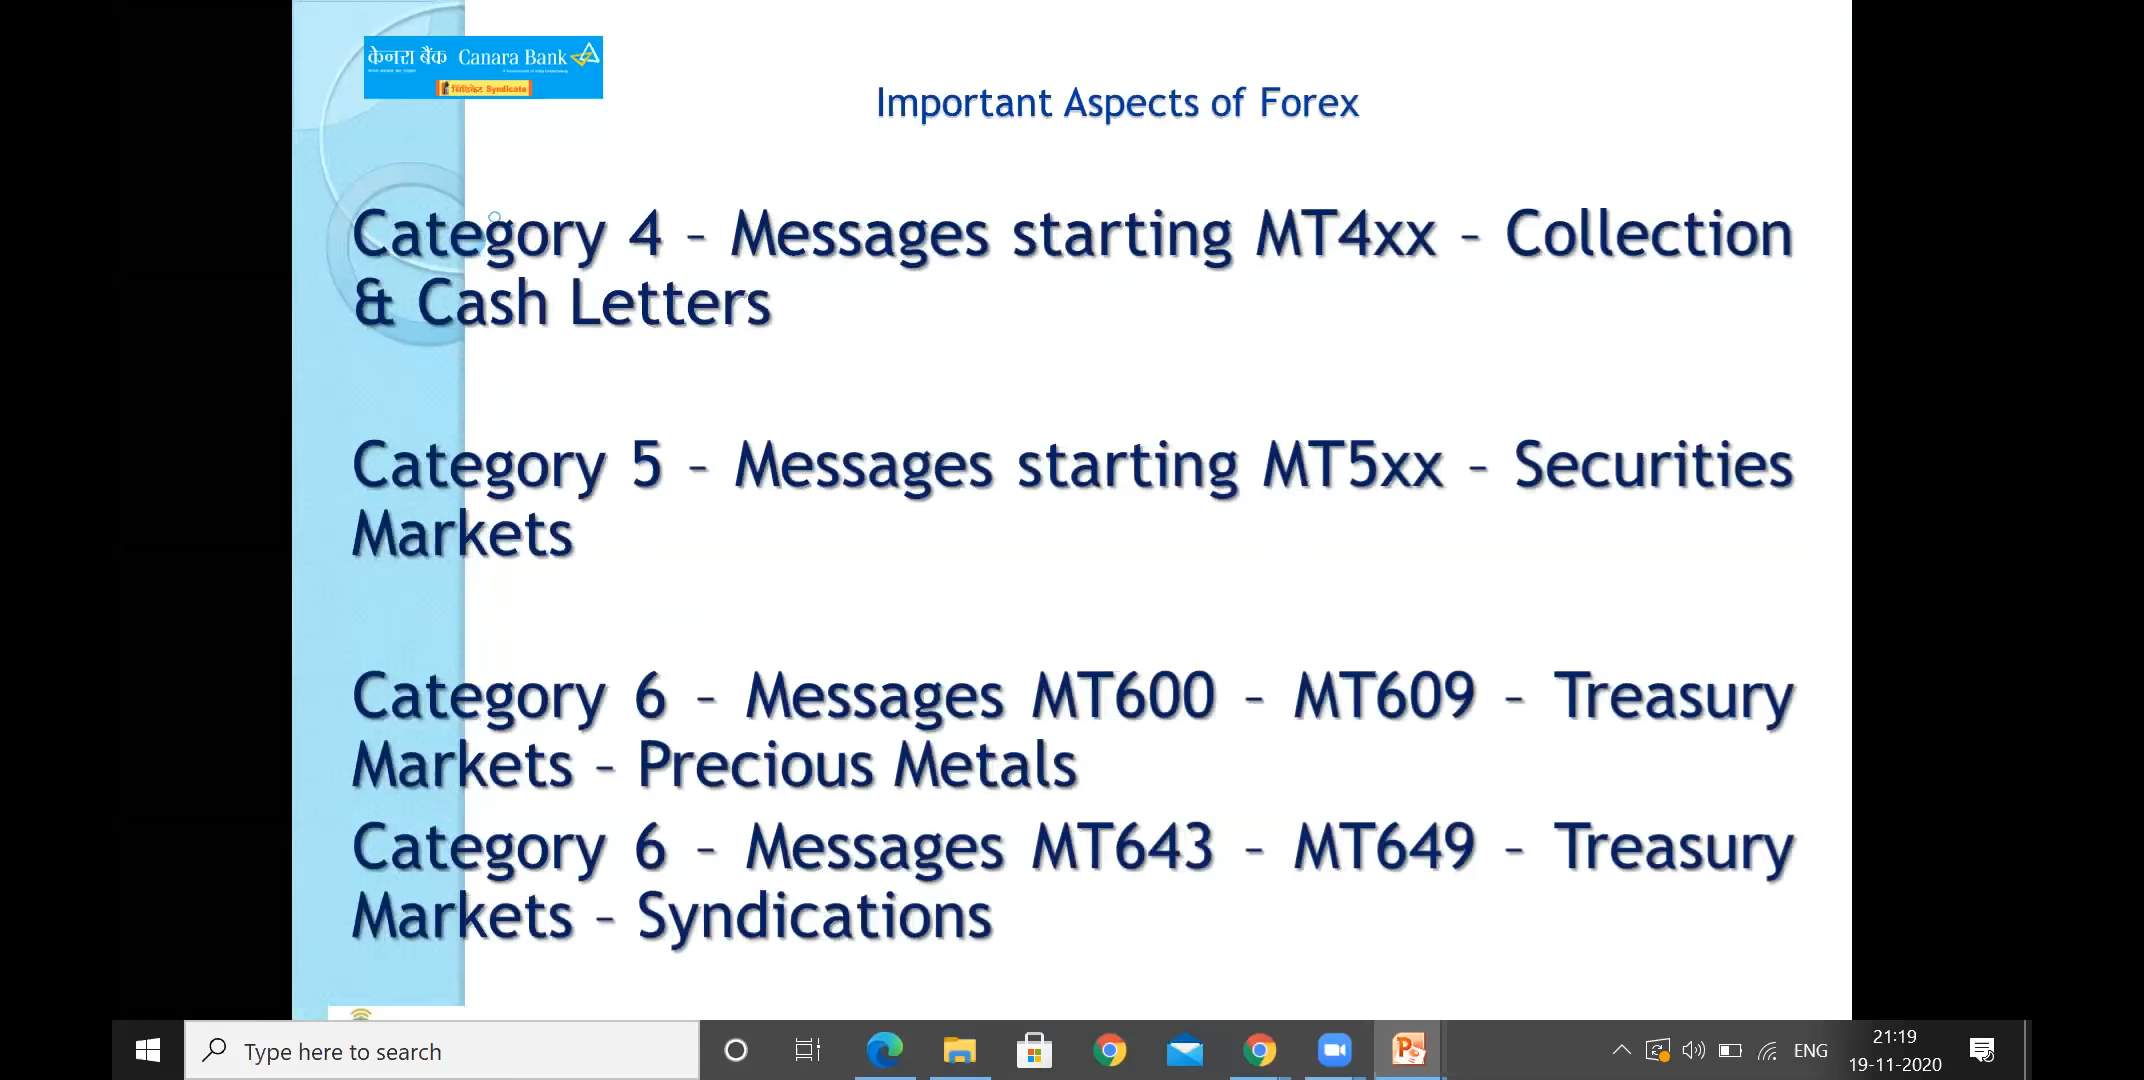 केनरा बैंक Canara Bank
सिंडिकेट Syndicate
Important Aspects of Forex
Category 4 – Messages starting MT4xx – Collection
& Cash Letters
Category 5 – Messages starting MT5xx – Securities
Markets
Category 6 – Messages MT600 – MT609 – Treasury
Markets – Precious Metals
Category 6 – Messages MT643 – MT649 – Treasury
Markets – Syndications
Type here to search
ENG
21:19
19-11-2020